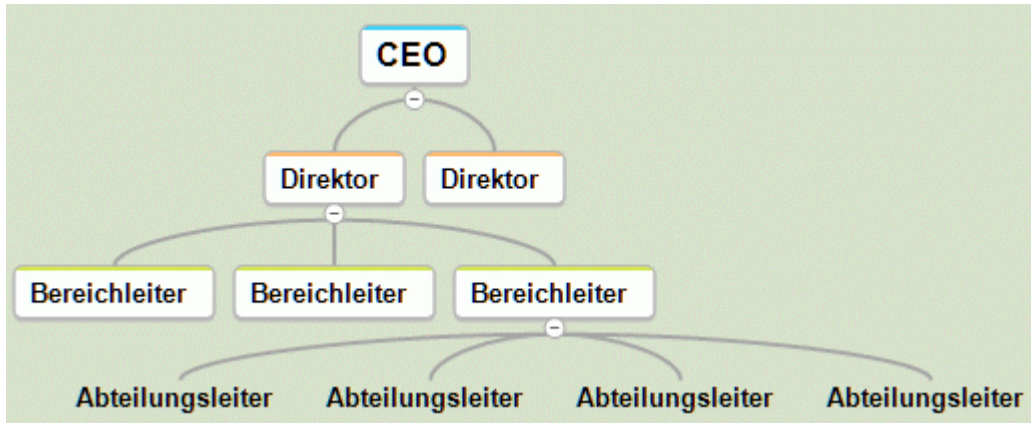 CEO
Direktor Direktor
Bereichleiter Bereichleiter Bereichleiter
Abteilungsleiter Abteilungsleiter Abteilungsleiter Abteilungsleiter